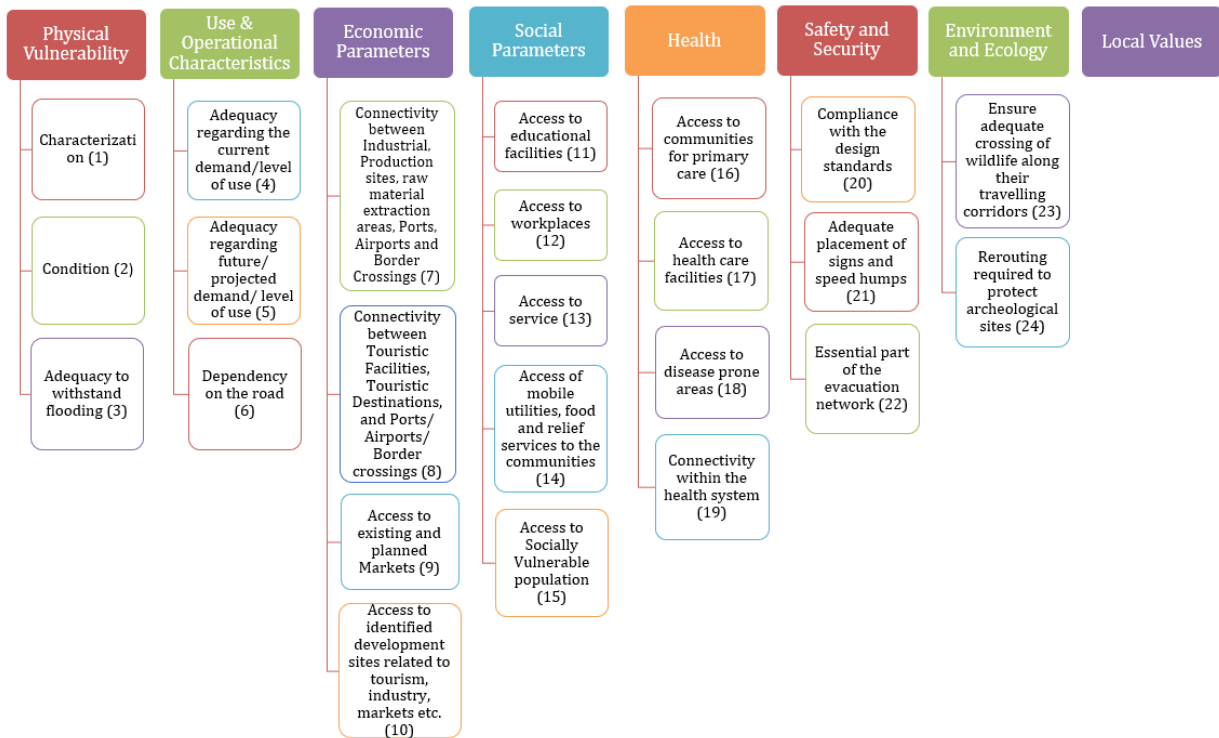 Physical
Vulnerability
Characterizati
on (1)
Condition (2)
Adequacy to
withstand
flooding (3)
Use &
Operational
Characteristics
Adequacy
regarding the
current
demand/level
of use (4)
Adequacy
regarding
future/
projected
demand/ level
of use (5)
Dependency
on the road
(6)
Economic
Parameters
Connectivity
between
Industrial,
Production
sites, raw
material
extraction
areas, Ports,
Airports and
Border
Crossings (7)
Connectivity
between
Touristic
Facilities,
Touristic
Destinations,
and Ports/
Airports/
Border
crossings (8)
Access to
existing and
planned
Markets (9)
Access to
identified
development
sites related to
tourism,
industry,
markets etc.
(10)
Social
Parameters
Access to
educational
facilities (11)
Access to
workplaces
(12)
Access to
service (13)
Access of
mobile
utilities, food
and relief
services to the
communities
(14)
Access to
Socially
Vulnerable
population
(15)
Health
Access to
communities
for primary
care (16)
Access to
health care
facilities (17)
Access to
disease prone
areas (18)
Connectivity
within the
health system
(19)
Safety and
Security
Compliance
with the
design
standards
(20)
Adequate
placement of
signs and
speed humps
(21)
Essential part
of the
evacuation
network (22)
Environment
and Ecology
Ensure
adequate
crossing of
wildlife along
their
travelling
corridors (23)
Rerouting
required to
protect
archeological
sites (24)
Local Values